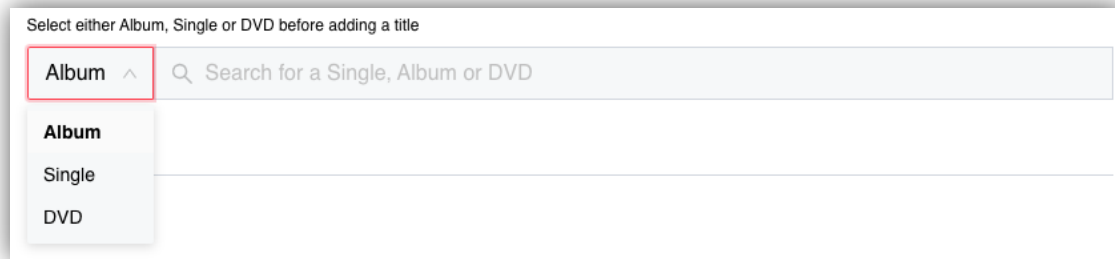 Select either Album, Single or DVD before adding a title
Album Search for a Single, Album or DVD
Album
Single
DVD